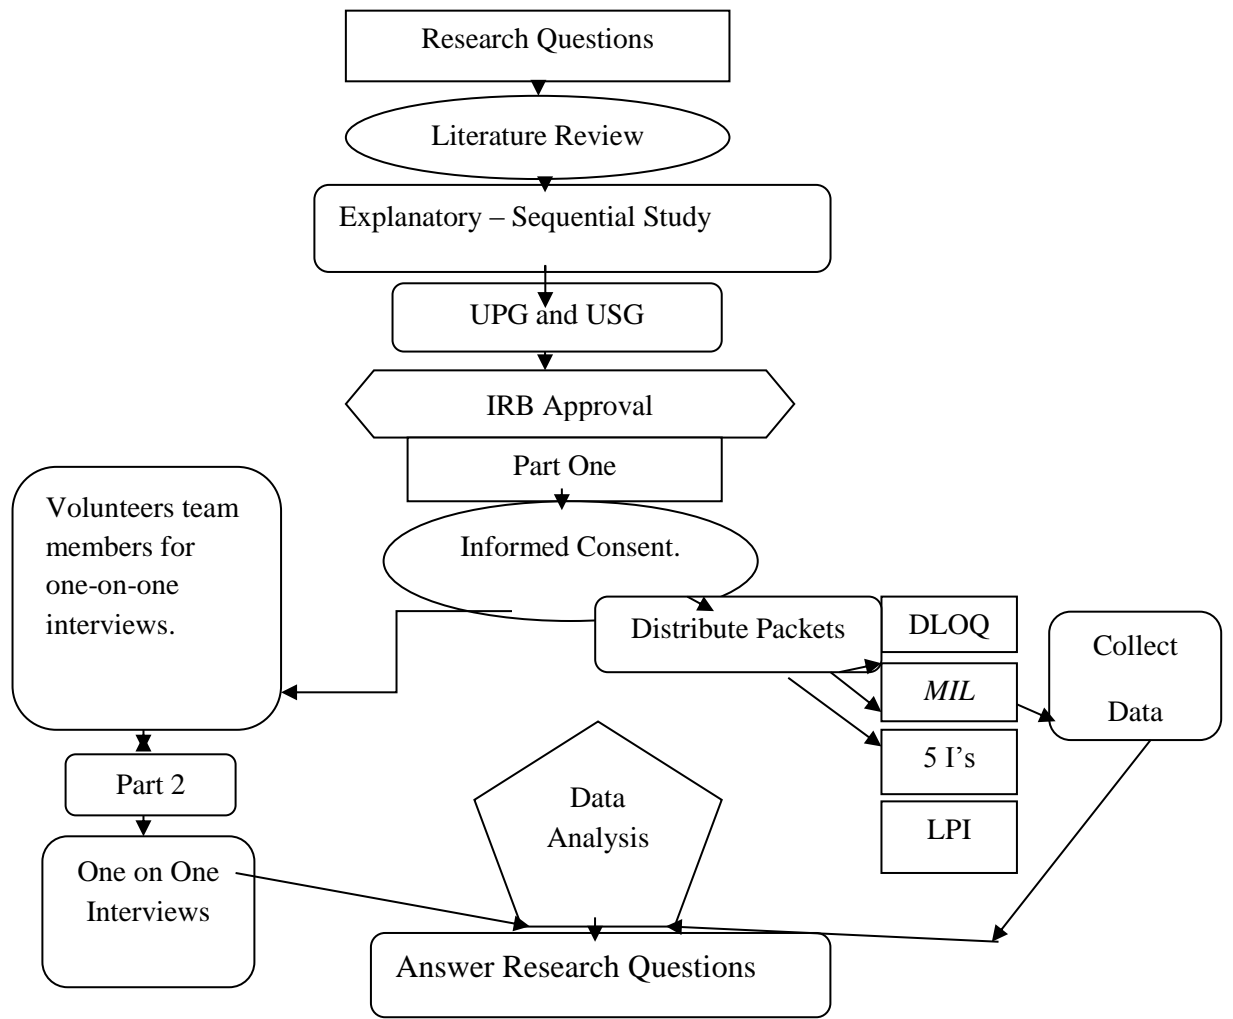 Research Questions
Literature Review
Explanatory – Sequential Study
UPG and USG
IRB Approval
Part One
Informed Consent.
Volunteers team
members for
one-on-one
interviews.
Distribute Packets
DLOQ
MIL
5 I’s
LPI
Collect
Data
Part 2
One on One
Interviews
Data
Analysis
Answer Research Questions